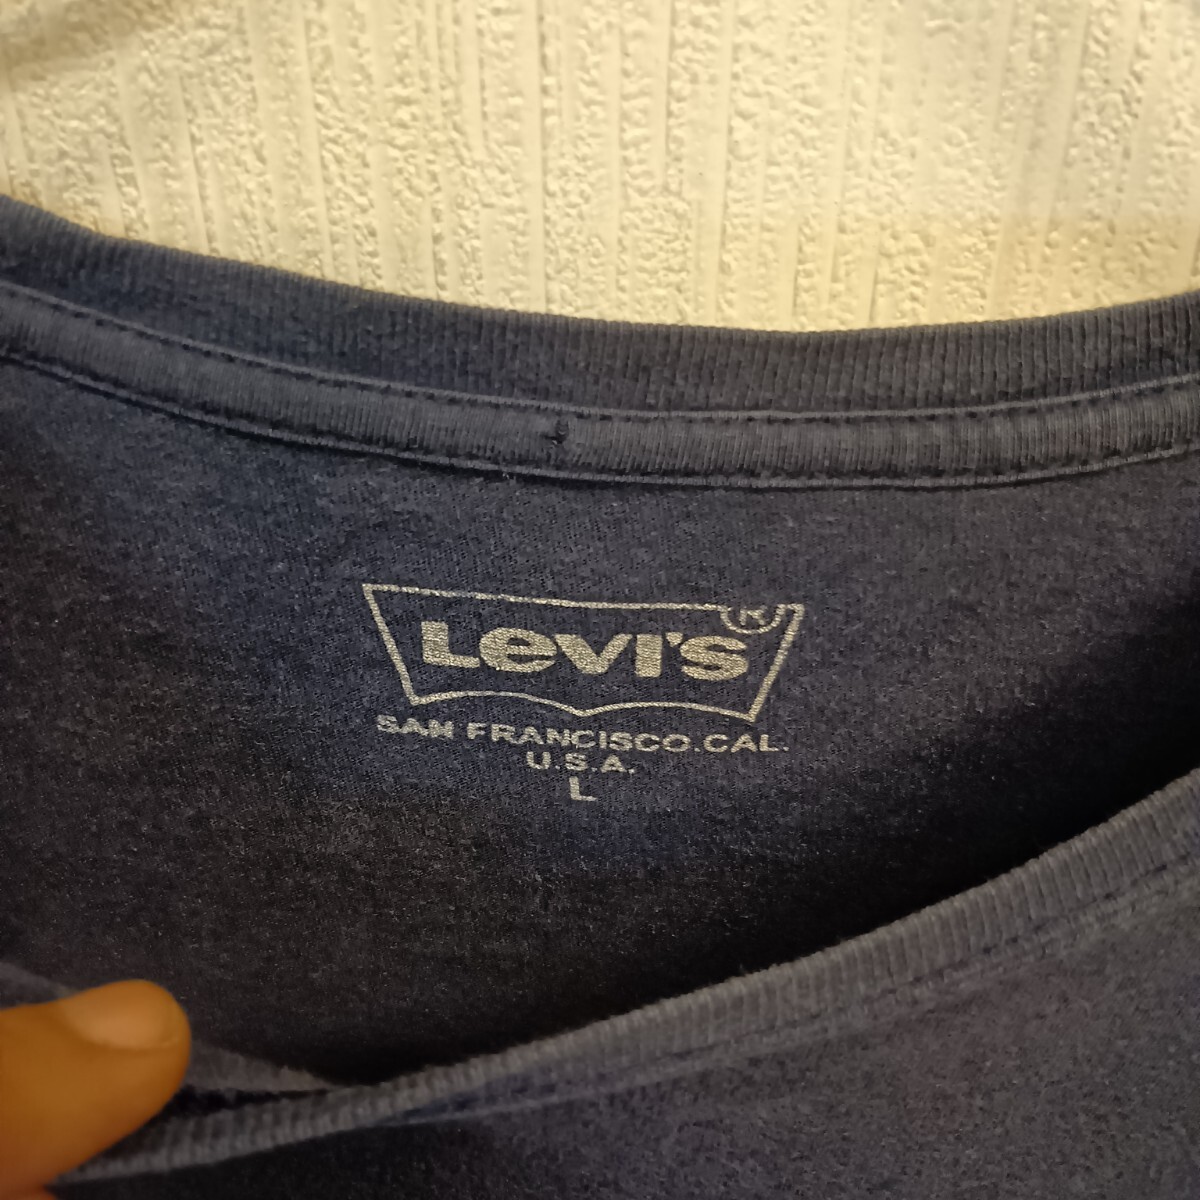 Levi's®
SAN FRANCISCO.CAL.
U.S.A.
L